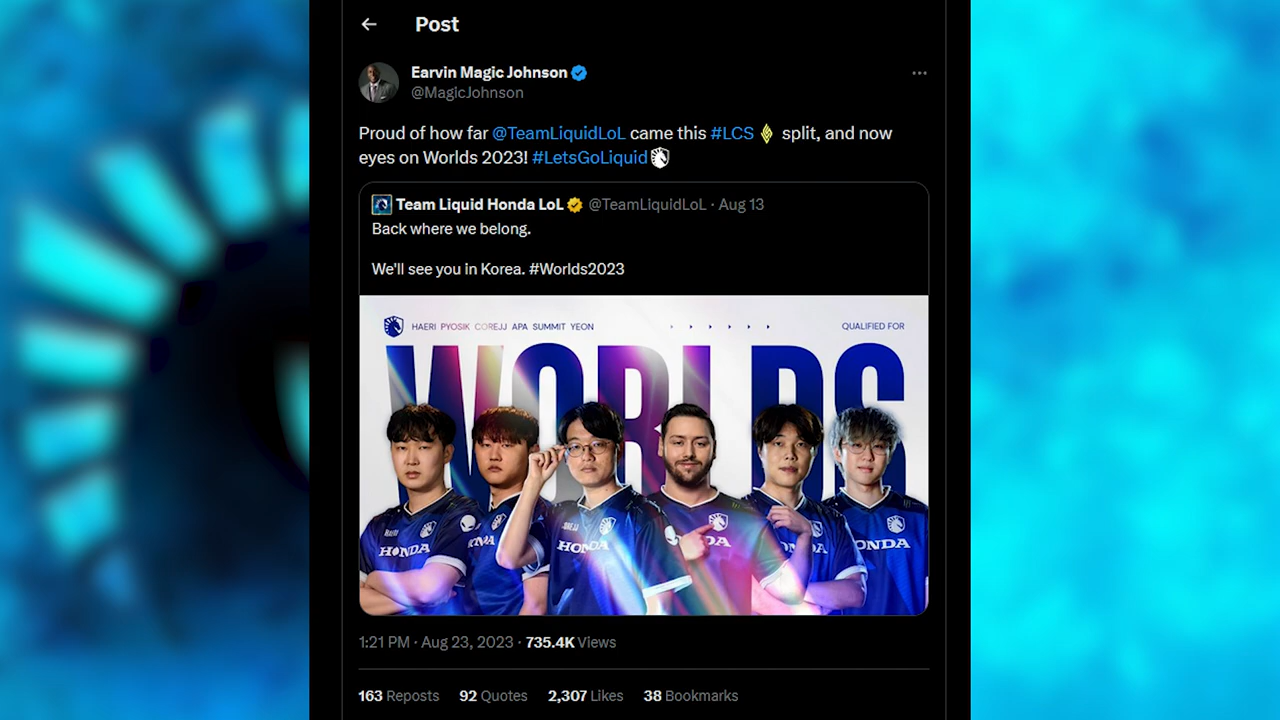 Post
Earvin Magic Johnson
@MagicJohnson
Proud of how far @TeamLiquidLoL came this #LCS split, and now
eyes on Worlds 2023! #LetsGoLiquid
Team Liquid Honda LoL @TeamLiquidLoL · Aug 13
Back where we belong.
We'll see you in Korea. #Worlds2023
HAERI PYOSIK COREJJ APA SUMMIT YEON
QUALIFIED FOR
WORLDS
HONDA
HONDA
1:21 PM · Aug 23, 2023 · 735.4K Views
163 Reposts 92 Quotes 2,307 Likes 38 Bookmarks